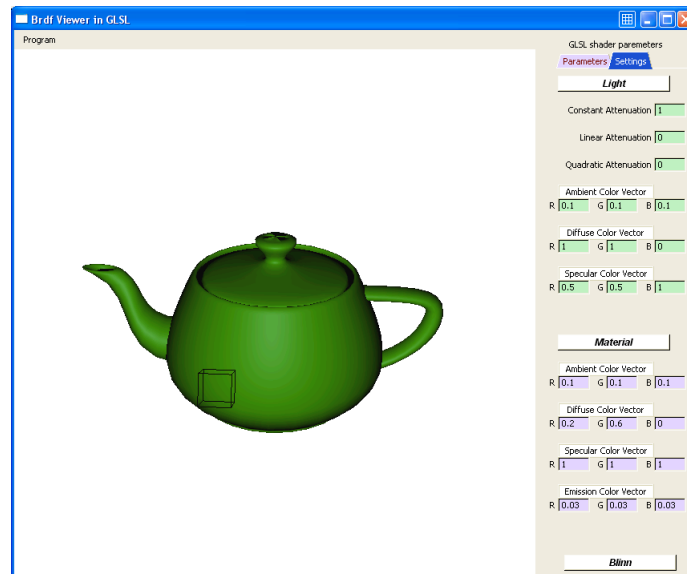 Brdf Viewer in GLSL
Program
GLSL shader paremeters
Parameters Settings
Light
Constant Attenuation 1
Linear Attenuation 0
Quadratic Attenuation 0
Ambient Color Vector
R 0.1 G 0.1 B 0.1
Diffuse Color Vector
R 1 G 1 B 0
Specular Color Vector
R 0.5 G 0.5 B 1
Material
Ambient Color Vector
R 0.1 G 0.1 B 0.1
Diffuse Color Vector
R 0.2 G 0.6 B 0
Specular Color Vector
R 1 G 1 B 1
Emission Color Vector
R 0.03 G 0.03 B 0.03
Blinn